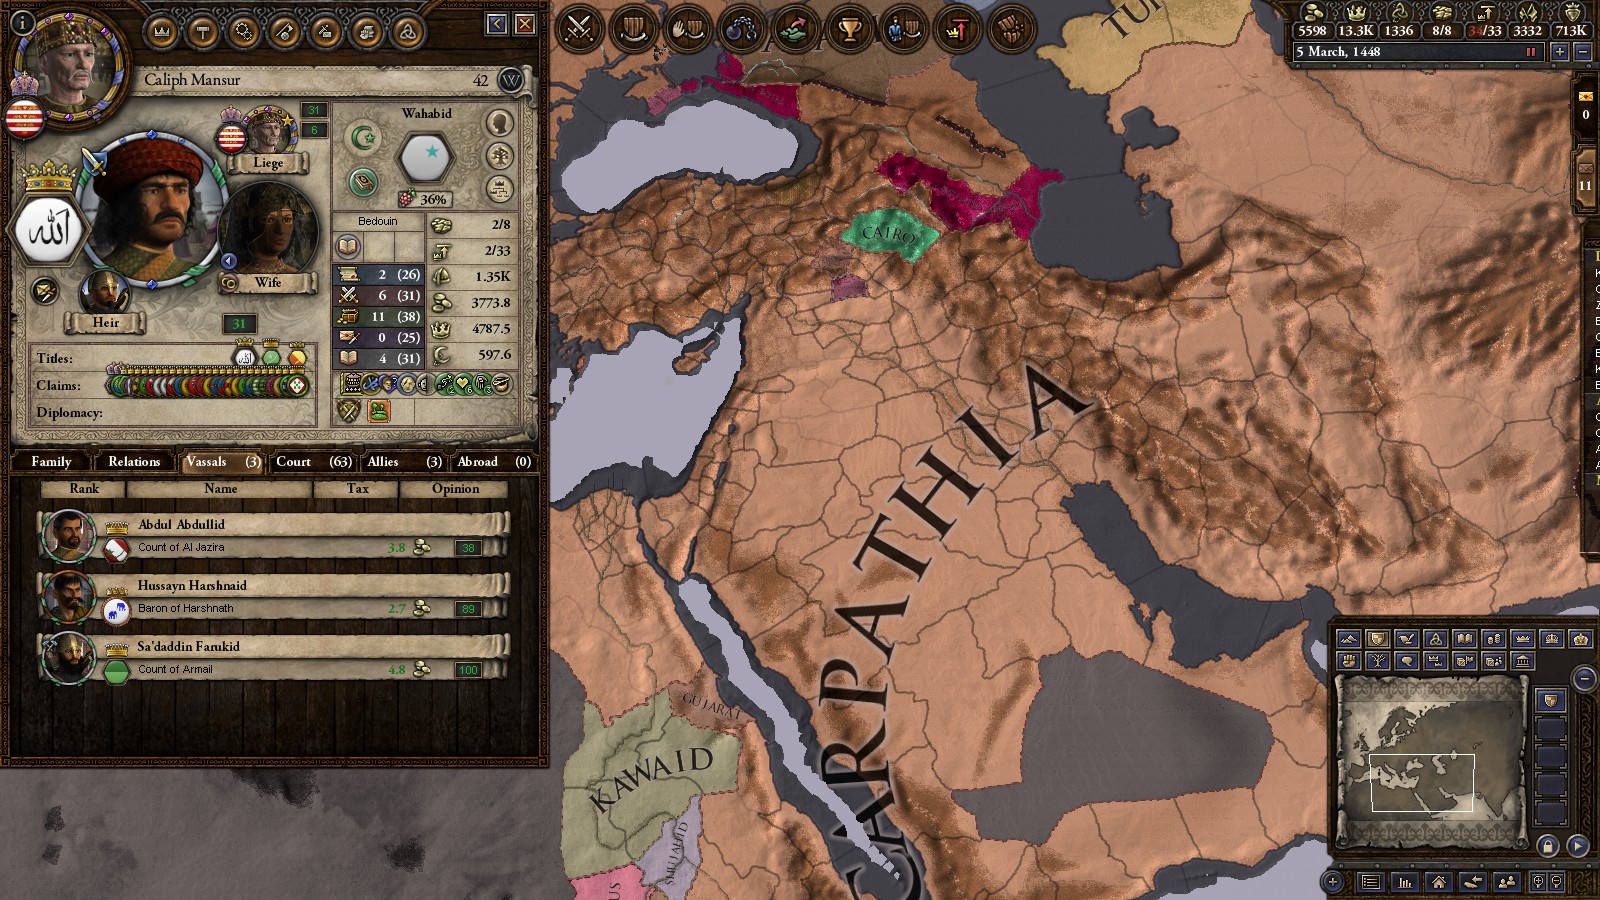 Caliph Mansur
42
W
31
6
Liege
Wahabid
36%
Bedouin
Wife
Heir
31
2 (26)
6 (31)
11 (38)
0 (25)
4 (31)
2/8
2/33
1.35K
3773.8
4787.5
597.6
Titles:
Claims:
Diplomacy:
Family
Relations
Vassals (3)
Court (63)
Allies (3)
Abroad (0)
Rank
Name
Tax
Opinion
Abdul Abdullid
Count of Al Jazira
3.8
38
Hussayn Harshnaid
Baron of Harshnath
2.7
89
Sa'daddin Farukid
Count of Armail
4.8
100
5598
13.3K
1336
8/8
34/33
3332
713K
5 March, 1448
0
11
CAIRO
CARPATHIA
GUJARAT
KAWAID
US